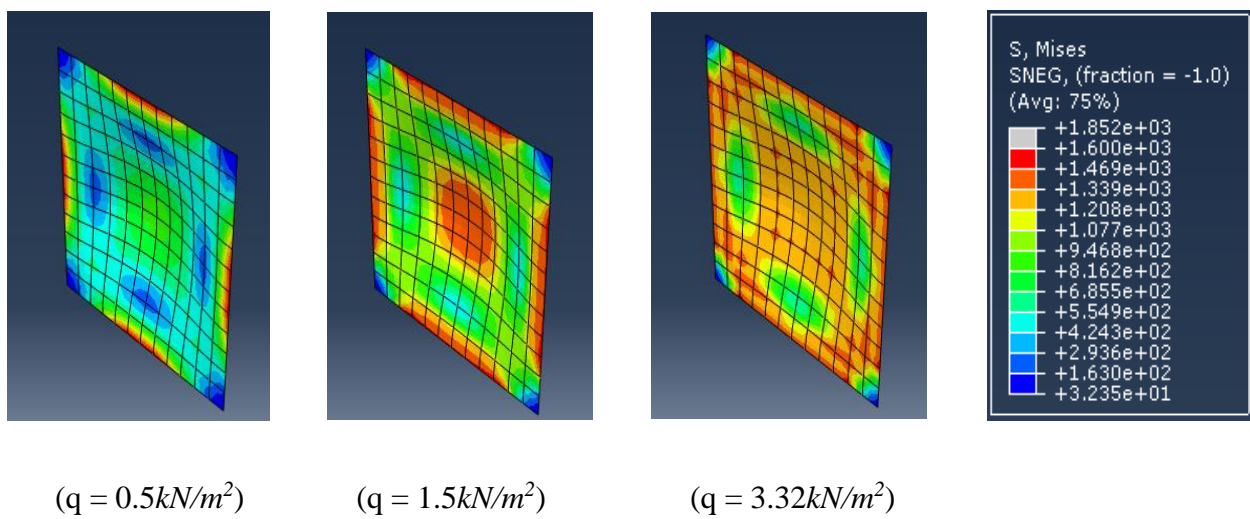 S, Mises
SNEG, (fraction = -1.0)
(Avg: 75%)
+1.852e+03
+1.600e+03
+1.469e+03
+1.339e+03
+1.208e+03
+1.077e+03
+9.468e+02
+8.162e+02
+6.855e+02
+5.549e+02
+4.243e+02
+2.936e+02
+1.630e+02
+3.235e+01
(q = 0.5kN/m²) (q = 1.5kN/m²) (q = 3.32kN/m²)